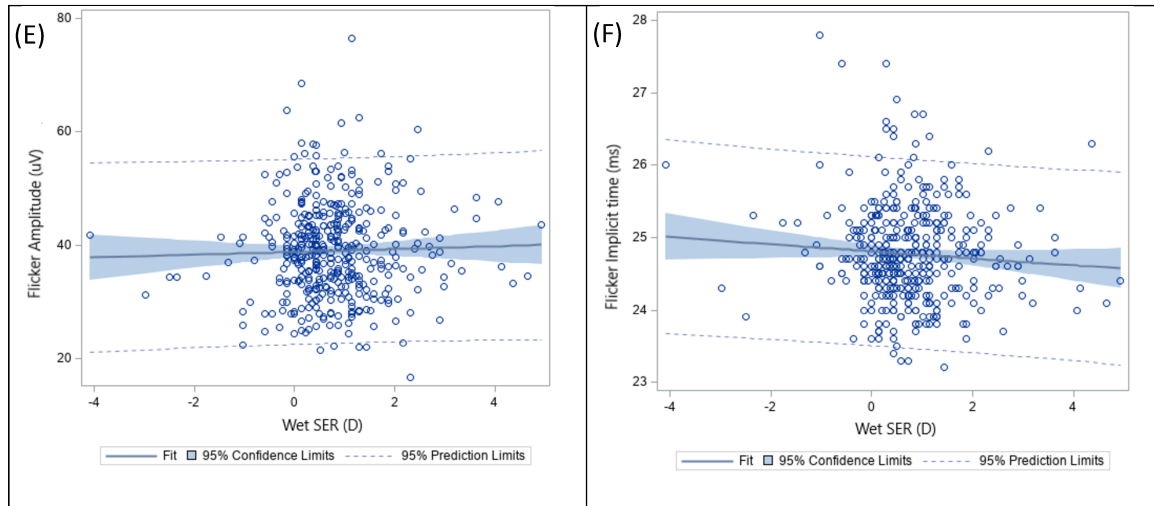 (E)
80
60
40
20
Flicker Amplitude (uV)
-4 -2 0 2 4
Wet SER (D)
Fit 95% Confidence Limits 95% Prediction Limits
(F)
28
27
26
25
24
23
Flicker Implicit time (ms)
-4 -2 0 2 4
Wet SER (D)
Fit 95% Confidence Limits 95% Prediction Limits